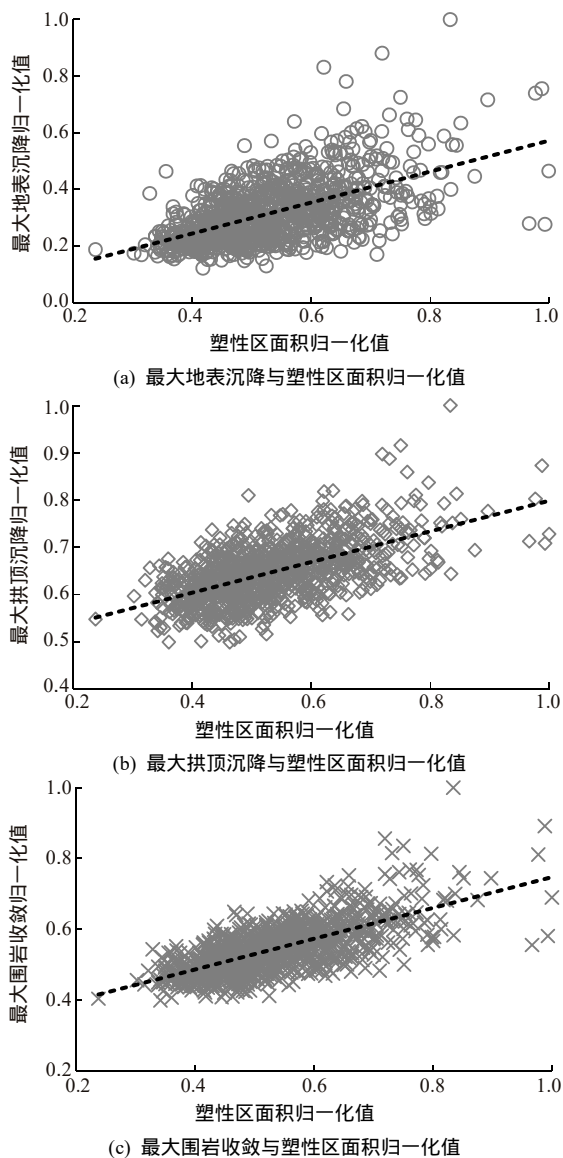 1.0
0.8
0.6
0.4
0.2
0.0
最大地表沉降归一化值
0.2 0.4 0.6 0.8 1.0
塑性区面积归一化值
(a) 最大地表沉降与塑性区面积归一化值
1.0
0.9
0.8
0.7
0.6
0.5
0.4
最大拱顶沉降归一化值
0.2 0.4 0.6 0.8 1.0
塑性区面积归一化值
(b) 最大拱顶沉降与塑性区面积归一化值
1.0
0.8
0.6
0.4
0.2
最大围岩收敛归一化值
0.2 0.4 0.6 0.8 1.0
塑性区面积归一化值
(c) 最大围岩收敛与塑性区面积归一化值